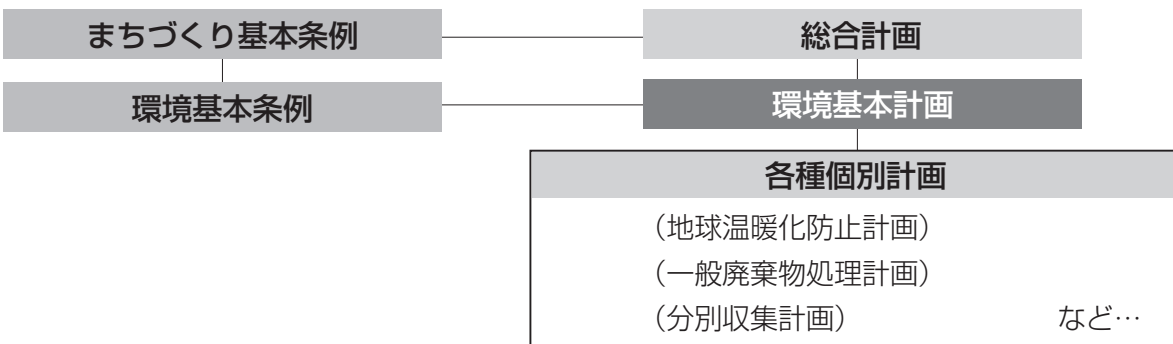 まちづくり基本条例
総合計画
環境基本条例
環境基本計画
各種個別計画
（地球温暖化防止計画）
（一般廃棄物処理計画）
（分別収集計画） など…